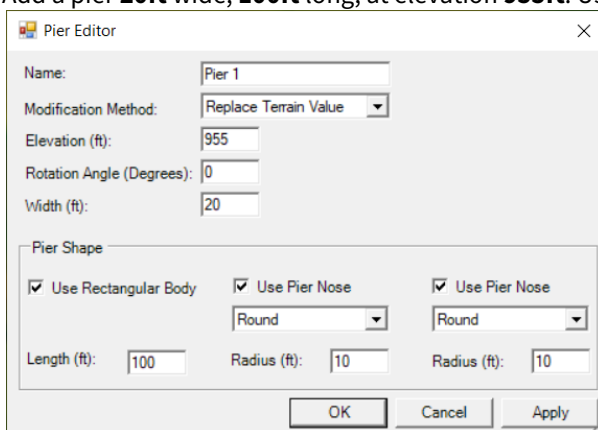 Add a pier 20ft wide, 100ft long, at elevation 955ft.
Pier Editor
Name: Pier 1
Modification Method: Replace Terrain Value
Elevation (ft): 955
Rotation Angle (Degrees): 0
Width (ft): 20
Pier Shape
Use Rectangular Body Use Pier Nose Use Pier Nose
Round Round
Length (ft): 100 Radius (ft): 10 Radius (ft): 10
OK Cancel Apply